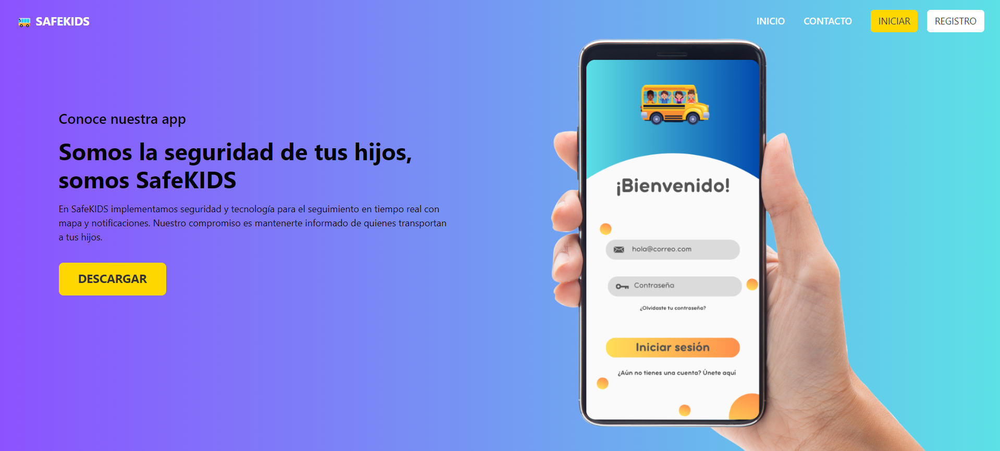 SAFEKIDS
INICIO
CONTACTO
INICIAR
REGISTRO
Conoce nuestra app
Somos la seguridad de tus hijos,
somos SafeKIDS
En SafeKIDS implementamos seguridad y tecnología para el seguimiento en tiempo real con
mapa y notificaciones. Nuestro compromiso es mantenerte informado de quienes transportan
a tus hijos.
DESCARGAR
¡Bienvenido!
hola@correo.com
Contraseña
¿Olvidaste tu contraseña?
Iniciar sesión
¿Aún no tienes una cuenta? Únete aquí